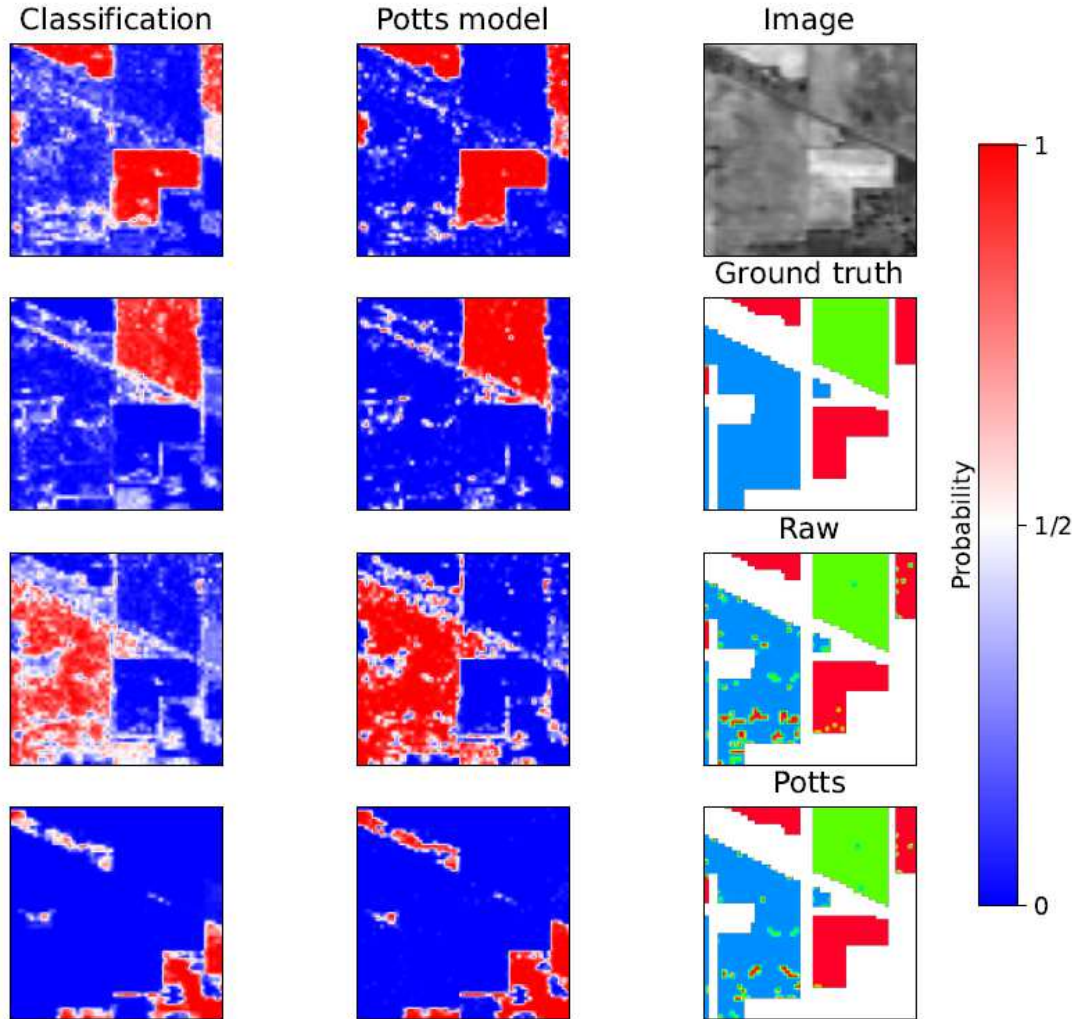 Classification
Potts model
Image
Ground truth
Raw
Potts
Probability
1
1/2
0